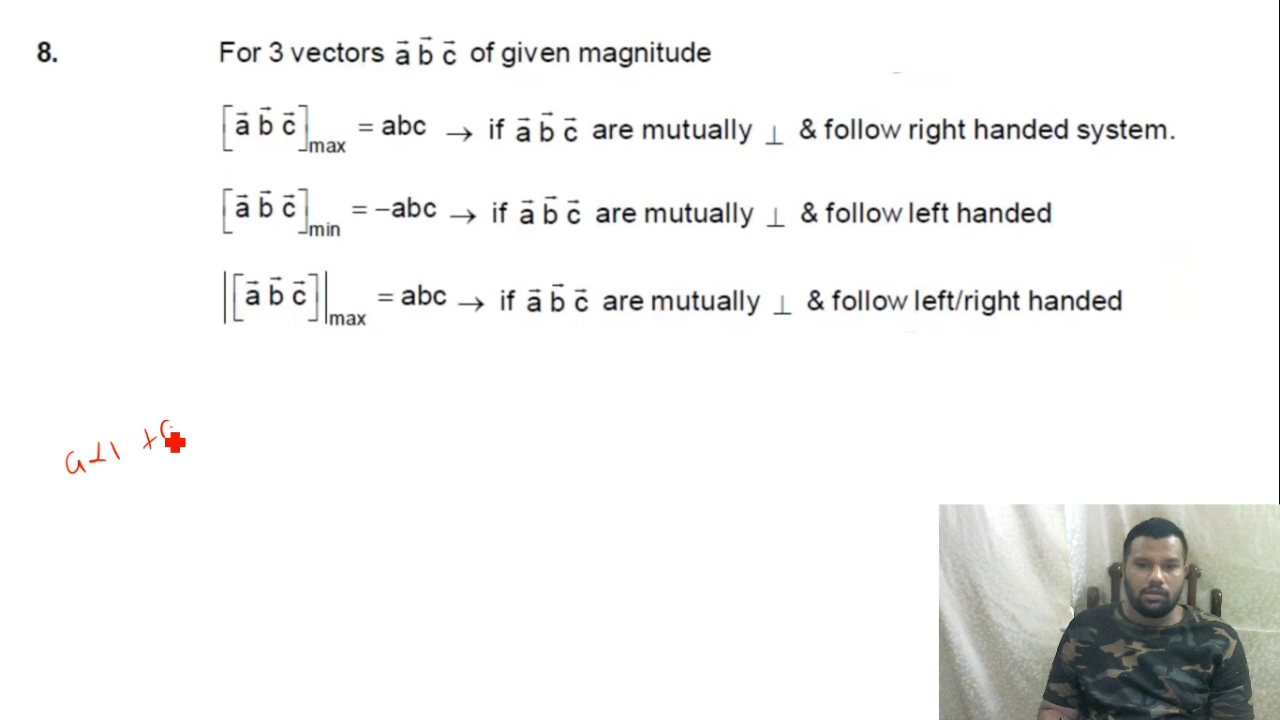 8. For 3 vectors a⃗ b⃗ c⃗ of given magnitude
[a⃗ b⃗ c⃗]max = abc → if a⃗ b⃗ c⃗ are mutually ⊥ & follow right handed system.
[a⃗ b⃗ c⃗]min = −abc → if a⃗ b⃗ c⃗ are mutually ⊥ & follow left handed
|[a⃗ b⃗ c⃗]|max = abc → if a⃗ b⃗ c⃗ are mutually ⊥ & follow left/right handed